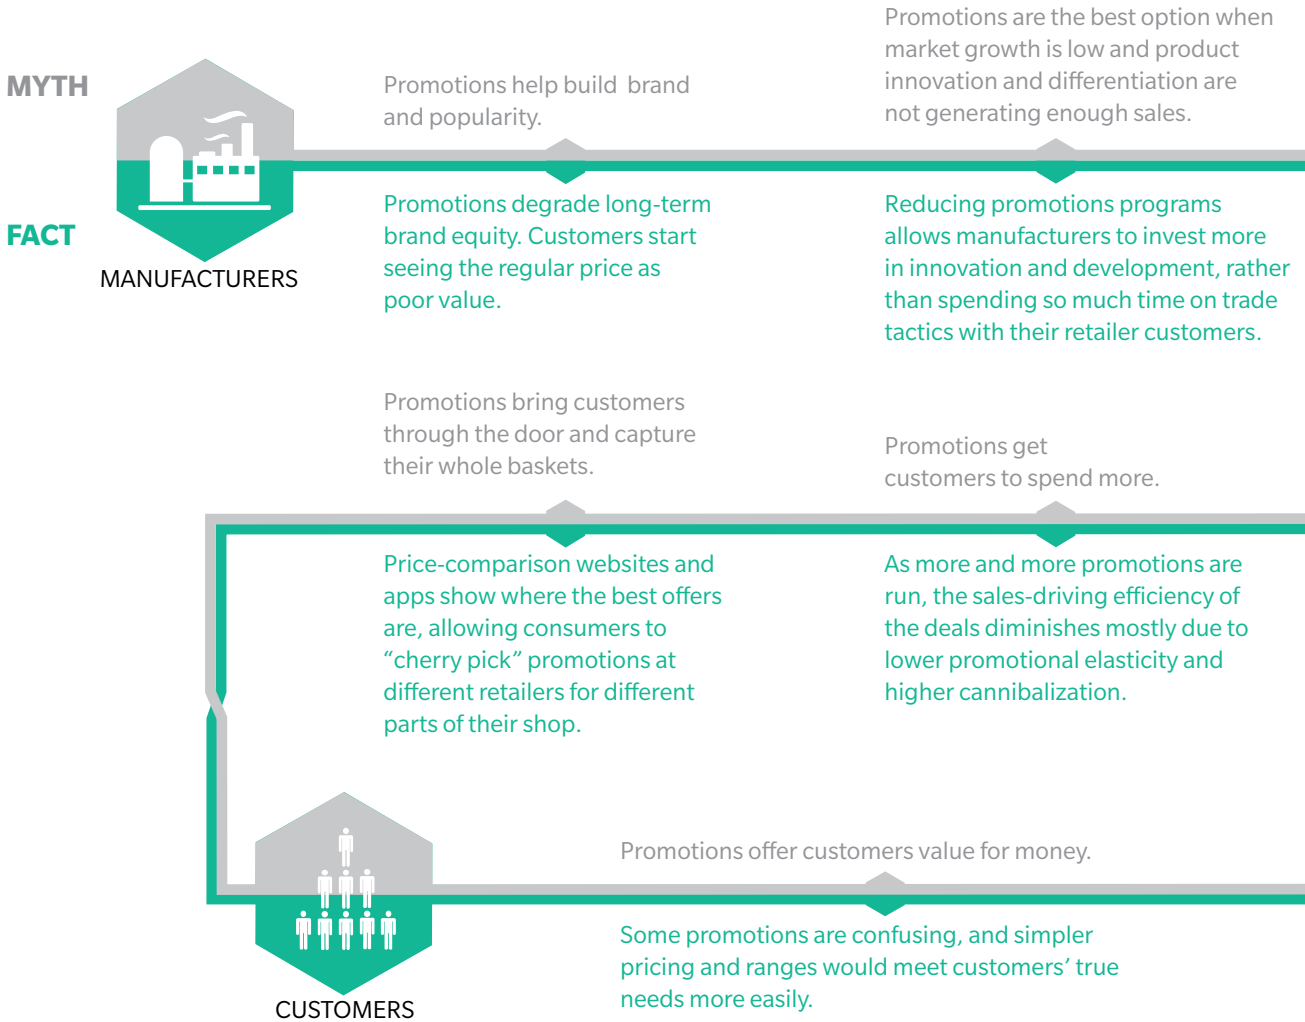 MYTH
FACT
MANUFACTURERS
Promotions help build brand
and popularity.
Promotions degrade long-term
brand equity. Customers start
seeing the regular price as
poor value.
Promotions are the best option when
market growth is low and product
innovation and differentiation are
not generating enough sales.
Reducing promotions programs
allows manufacturers to invest more
in innovation and development, rather
than spending so much time on trade
tactics with their retailer customers.
Promotions bring customers
through the door and capture
their whole baskets.
Price-comparison websites and
apps show where the best offers
are, allowing consumers to
“cherry pick” promotions at
different retailers for different
parts of their shop.
Promotions get
customers to spend more.
As more and more promotions are
run, the sales-driving efficiency of
the deals diminishes mostly due to
lower promotional elasticity and
higher cannibalization.
CUSTOMERS
Promotions offer customers value for money.
Some promotions are confusing, and simpler
pricing and ranges would meet customers’ true
needs more easily.